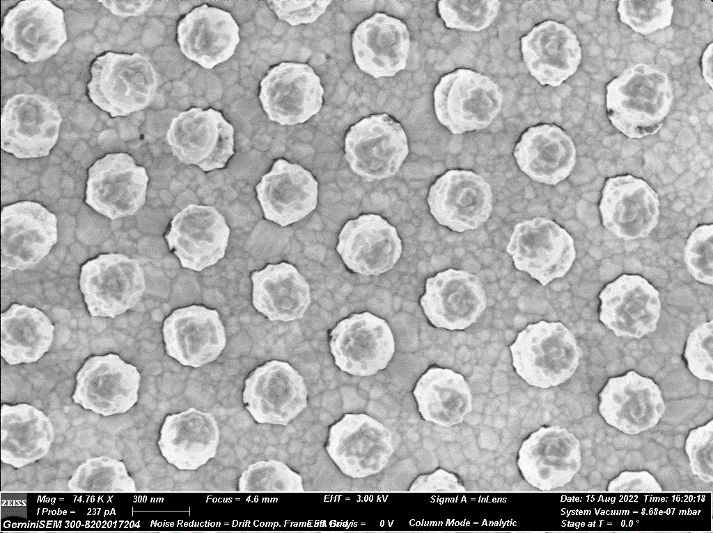 Mag = 74.76 K X 300 nm Focus = 4.6 mm EHT = 3.00 kV Signal A = InLens Date: 15 Aug 2022 Time: 16:20:18
ZEISS I Probe = 237 pA System Vacuum = 8.68e-07 mbar
GeminiSEM 300-8202017204 Noise Reduction = Drift Comp. Frame is = 0 V Column Mode = Analytic Stage at T = 0.0 °